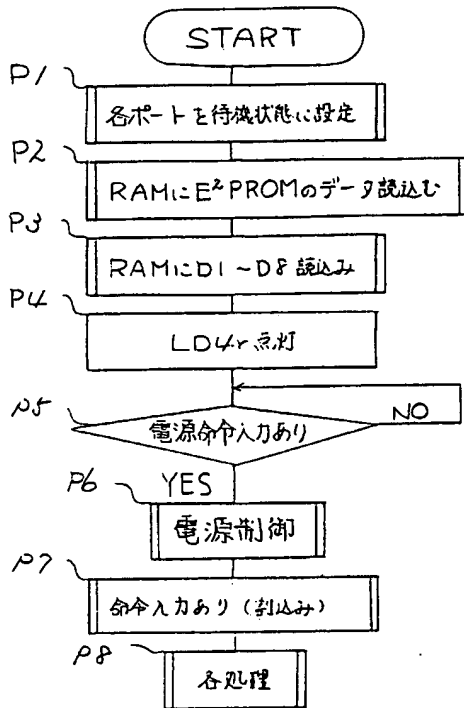 START
P1
各ポートを待機状態に設定
P2
RAMにE²PROMのデータ読込む
P3
RAMにD1～D8読込み
P4
LD4r点灯
P5
電源命令入力あり
NO
YES
P6
電源制御
P7
命令入力あり(割込み)
P8
各処理